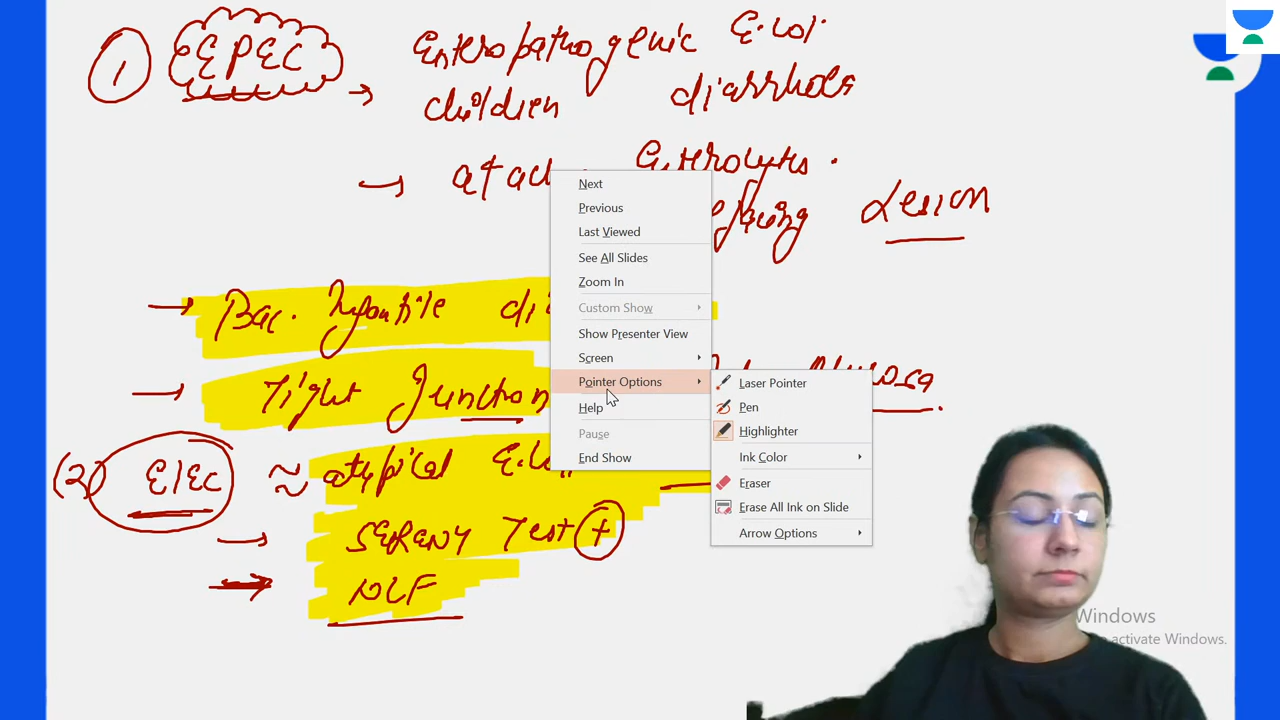 1 EPEC → Enteropathogenic E.coli
children diarrhoea
→ Enterocytes.
Lesion
→ Bac. Infantile
→ Tight Junction
(2) EIEC ≈ atypical
→ SERENY Test +
→ NLF
Next
Previous
Last Viewed
See All Slides
Zoom In
Custom Show
Show Presenter View
Screen
Pointer Options
Help
Pause
End Show
Laser Pointer
Pen
Highlighter
Ink Color
Eraser
Erase All Ink on Slide
Arrow Options
Windows
activate Windows.